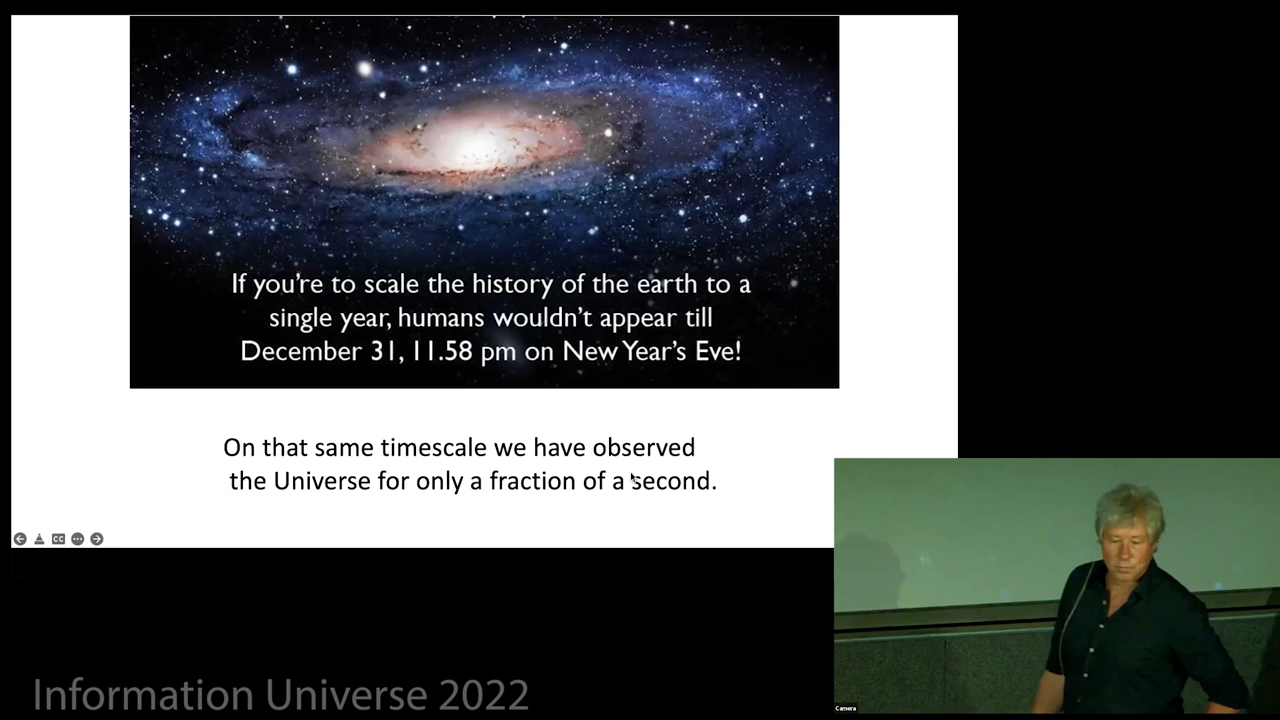 If you're to scale the history of the earth to a
single year, humans wouldn't appear till
December 31, 11.58 pm on New Year's Eve!
On that same timescale we have observed
the Universe for only a fraction of a second.
CC
Camera
Information Universe 2022